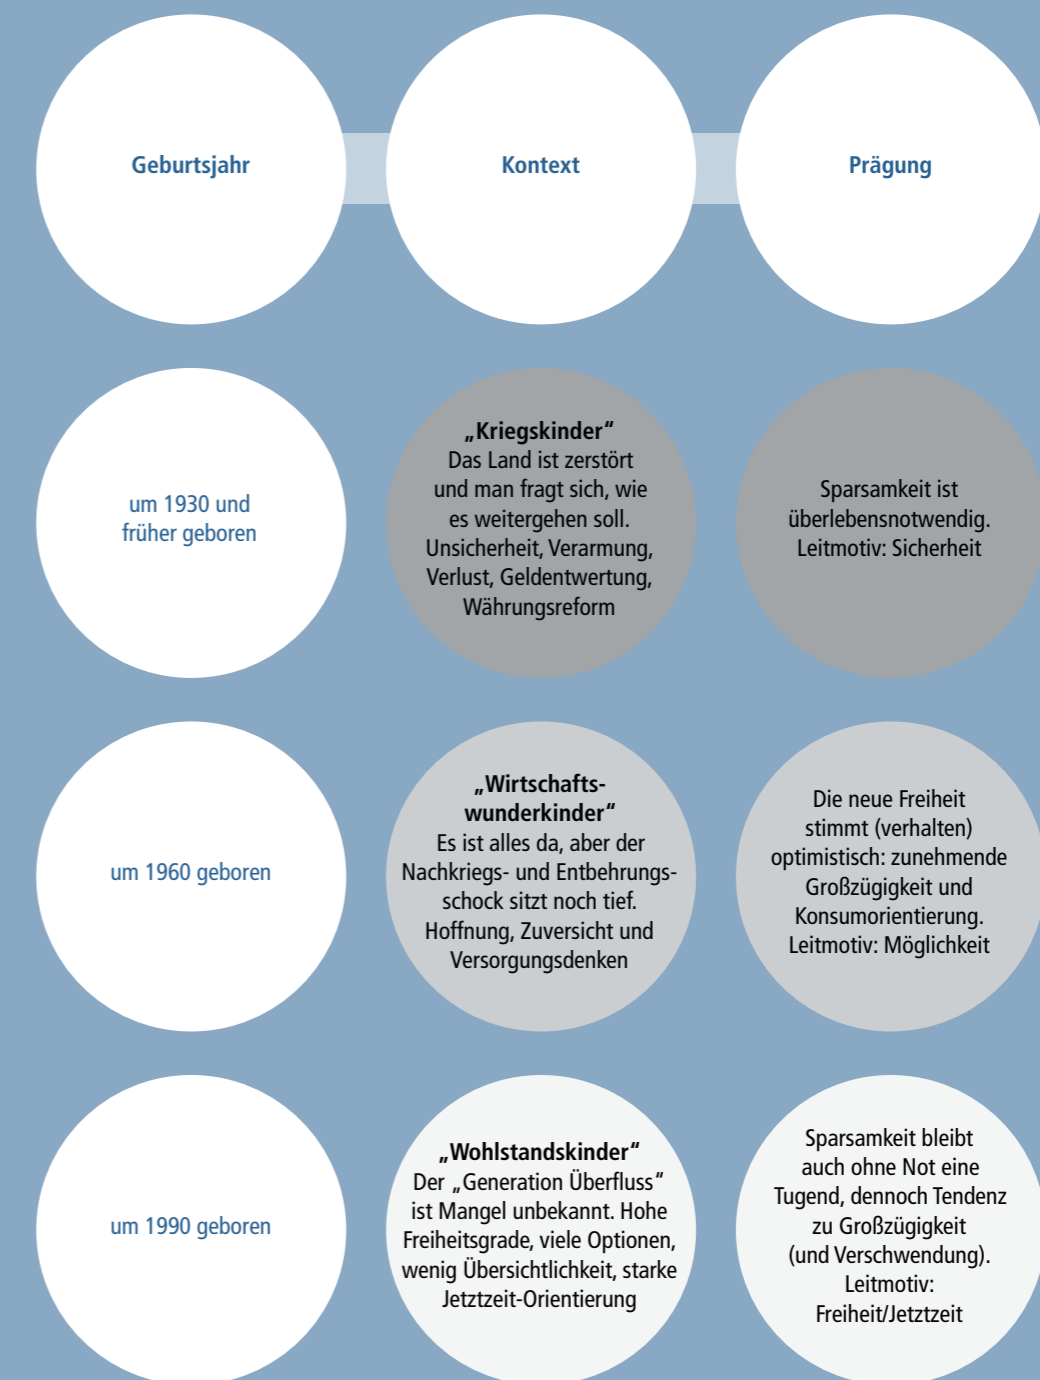 Geburtsjahr
Kontext
Prägung
um 1930 und
früher geboren
„Kriegskinder“
Das Land ist zerstört
und man fragt sich, wie
es weitergehen soll.
Unsicherheit, Verarmung,
Verlust, Geldentwertung,
Währungsreform
Sparsamkeit ist
überlebensnotwendig.
Leitmotiv: Sicherheit
um 1960 geboren
„Wirtschafts-
wunderkinder“
Es ist alles da, aber der
Nachkriegs- und Entbehrungs-
schock sitzt noch tief.
Hoffnung, Zuversicht und
Versorgungsdenken
Die neue Freiheit
stimmt (verhalten)
optimistisch: zunehmende
Großzügigkeit und
Konsumorientierung.
Leitmotiv: Möglichkeit
um 1990 geboren
„Wohlstandskinder“
Der „Generation Überfluss“
ist Mangel unbekannt. Hohe
Freiheitsgrade, viele Optionen,
wenig Übersichtlichkeit, starke
Jetztzeit-Orientierung
Sparsamkeit bleibt
auch ohne Not eine
Tugend, dennoch Tendenz
zu Großzügigkeit
(und Verschwendung).
Leitmotiv:
Freiheit/Jetztzeit